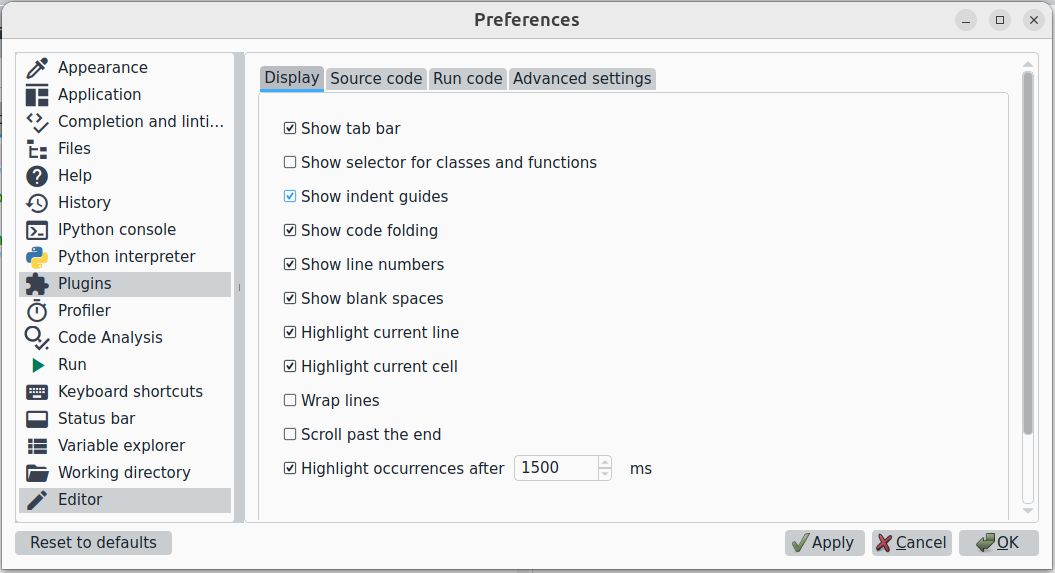 Preferences
Appearance
Application
Completion and linti...
Files
Help
History
IPython console
Python interpreter
Plugins
Profiler
Code Analysis
Run
Keyboard shortcuts
Status bar
Variable explorer
Working directory
Editor
Display Source code Run code Advanced settings
Show tab bar
Show selector for classes and functions
Show indent guides
Show code folding
Show line numbers
Show blank spaces
Highlight current line
Highlight current cell
Wrap lines
Scroll past the end
Highlight occurrences after 1500 ms
Reset to defaults Apply Cancel OK